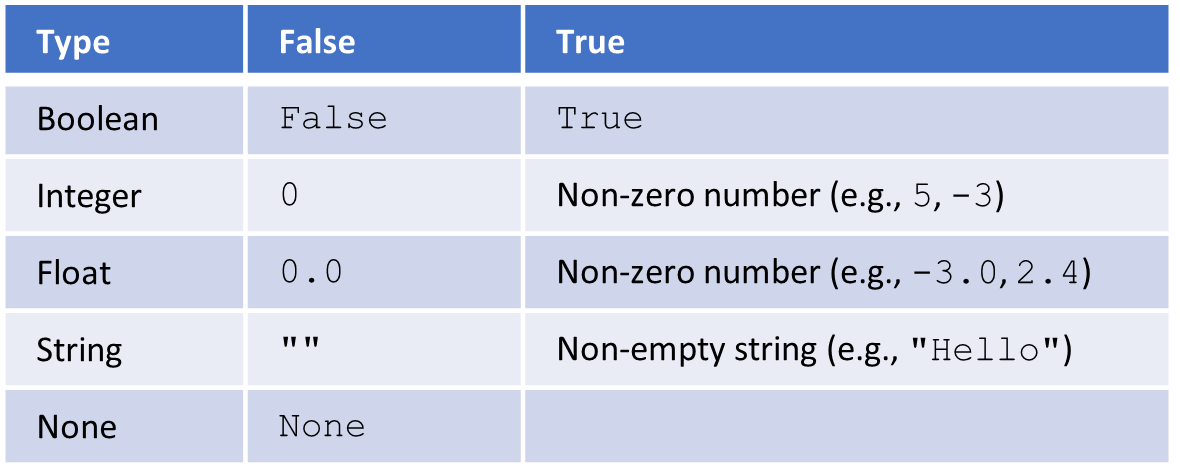 Type False True
Boolean False True
Integer 0 Non-zero number (e.g., 5, -3)
Float 0.0 Non-zero number (e.g., -3.0, 2.4)
String "" Non-empty string (e.g., "Hello")
None None